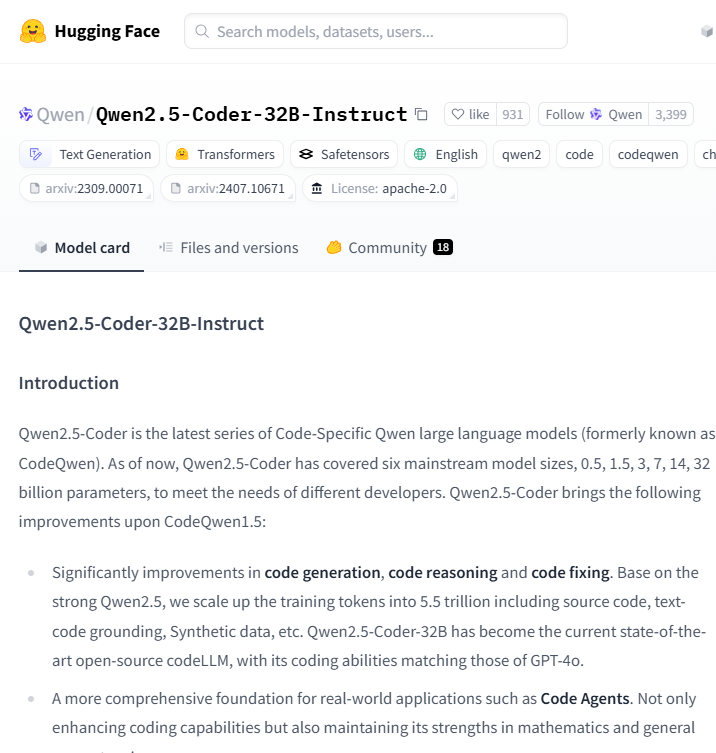 Hugging Face Search models, datasets, users...
Qwen/Qwen2.5-Coder-32B-Instruct like 931 Follow Qwen 3,399
Text Generation Transformers Safetensors English qwen2 code codeqwen ch
arxiv:2309.00071 arxiv:2407.10671 License: apache-2.0
Model card Files and versions Community 18
Qwen2.5-Coder-32B-Instruct
Introduction
Qwen2.5-Coder is the latest series of Code-Specific Qwen large language models (formerly known as
CodeQwen). As of now, Qwen2.5-Coder has covered six mainstream model sizes, 0.5, 1.5, 3, 7, 14, 32
billion parameters, to meet the needs of different developers. Qwen2.5-Coder brings the following
improvements upon CodeQwen1.5:
Significantly improvements in code generation, code reasoning and code fixing. Base on the
strong Qwen2.5, we scale up the training tokens into 5.5 trillion including source code, text-
code grounding, Synthetic data, etc. Qwen2.5-Coder-32B has become the current state-of-the-
art open-source codeLLM, with its coding abilities matching those of GPT-4o.
A more comprehensive foundation for real-world applications such as Code Agents. Not only
enhancing coding capabilities but also maintaining its strengths in mathematics and general